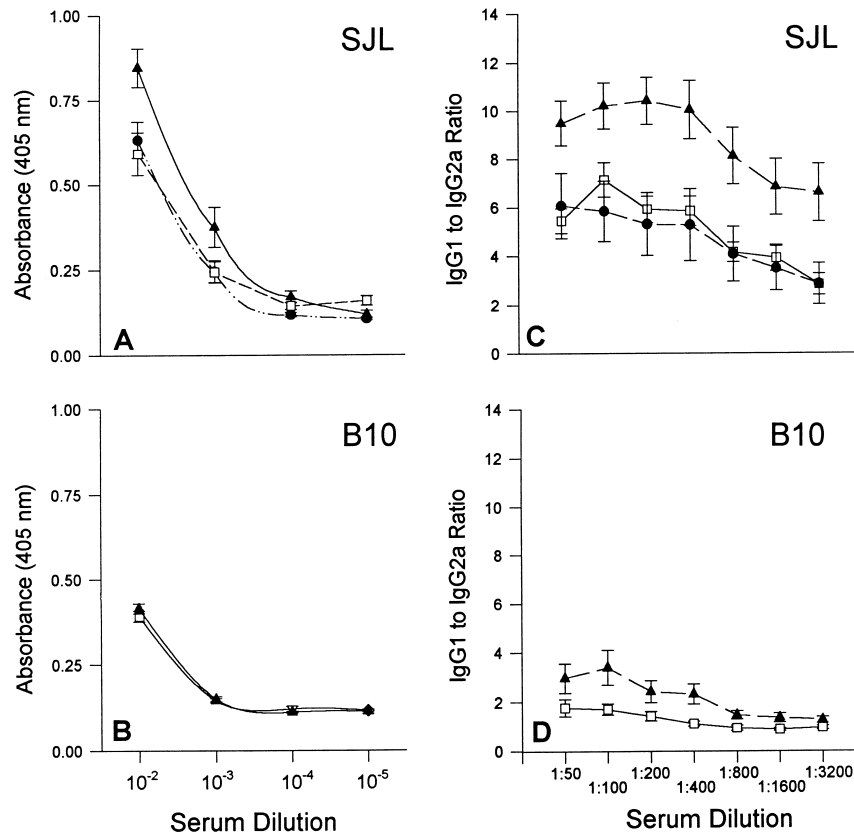 1.00
0.75
0.50
0.25
0.00
Absorbance (405 nm)
SJL
A
14
12
10
8
6
4
2
0
IgG1 to IgG2a Ratio
SJL
C
1.00
0.75
0.50
0.25
0.00
Absorbance (405 nm)
B10
B
10-2 10-3 10-4 10-5
Serum Dilution
14
12
10
8
6
4
2
0
IgG1 to IgG2a Ratio
B10
D
1:50 1:200 1:800 1:3200
1:100 1:400 1:1600
Serum Dilution